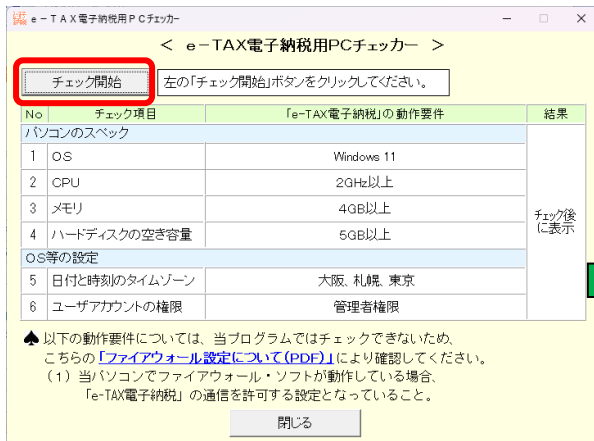 e－TAX電子納税用PCチェッカー
＜ e－TAX電子納税用PCチェッカー ＞
チェック開始 左の「チェック開始」ボタンをクリックしてください。
No チェック項目 「e-TAX電子納税」の動作要件 結果
パソコンのスペック
1 OS Windows 11
2 CPU 2GHz以上
3 メモリ 4GB以上
4 ハードディスクの空き容量 5GB以上
チェック後
に表示
OS等の設定
5 日付と時刻のタイムゾーン 大阪、札幌、東京
6 ユーザアカウントの権限 管理者権限
♠以下の動作要件については、当プログラムではチェックできないため、
こちらの「ファイアウォール設定について(PDF)」により確認してください。
（1）当パソコンでファイアウォール・ソフトが動作している場合、
「e-TAX電子納税」の通信を許可する設定となっていること。
閉じる